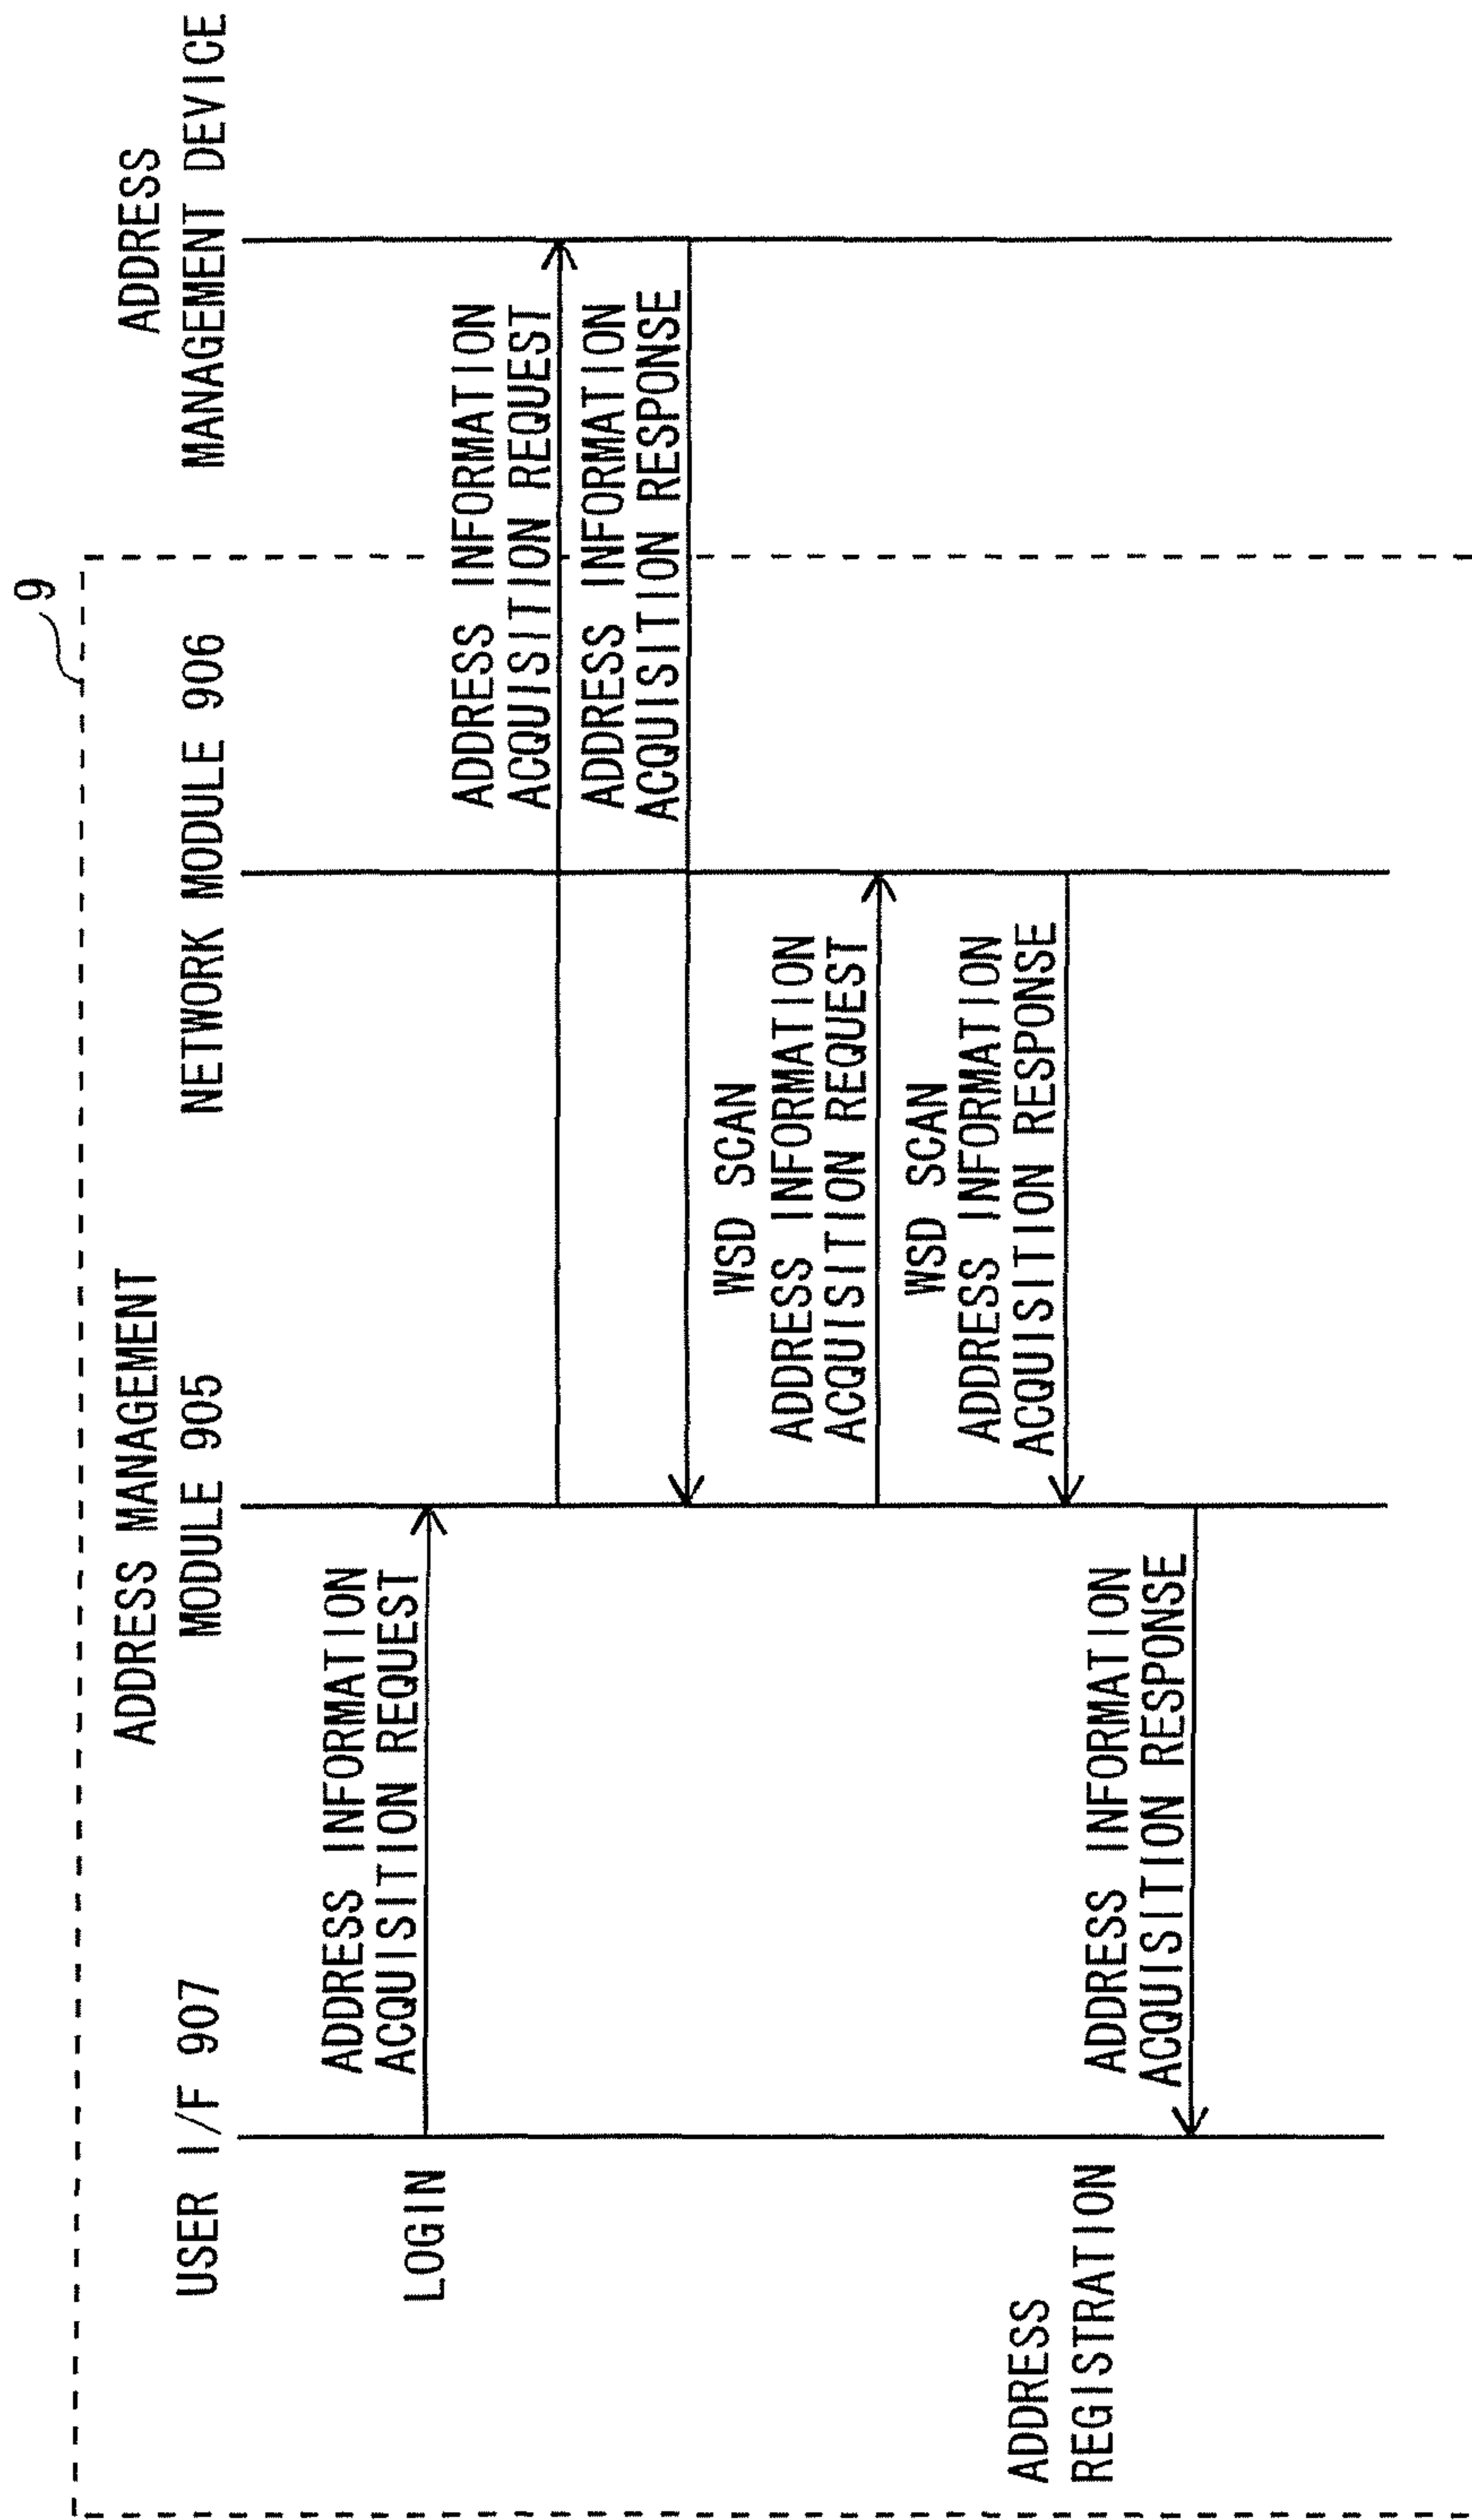 9
USER I/F 907
ADDRESS MANAGEMENT
MODULE 905
NETWORK MODULE 906
ADDRESS
MANAGEMENT DEVICE
LOGIN
ADDRESS INFORMATION
ACQUISITION REQUEST
ADDRESS INFORMATION
ACQUISITION REQUEST
ADDRESS INFORMATION
ACQUISITION RESPONSE
WSD SCAN
ADDRESS INFORMATION
ACQUISITION REQUEST
WSD SCAN
ADDRESS INFORMATION
ACQUISITION RESPONSE
ADDRESS
REGISTRATION
ADDRESS INFORMATION
ACQUISITION RESPONSE